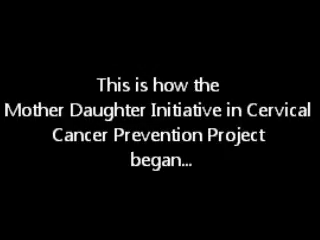 This is how the
Mother Daughter Initiative in Cervical
Cancer Prevention Project
began...